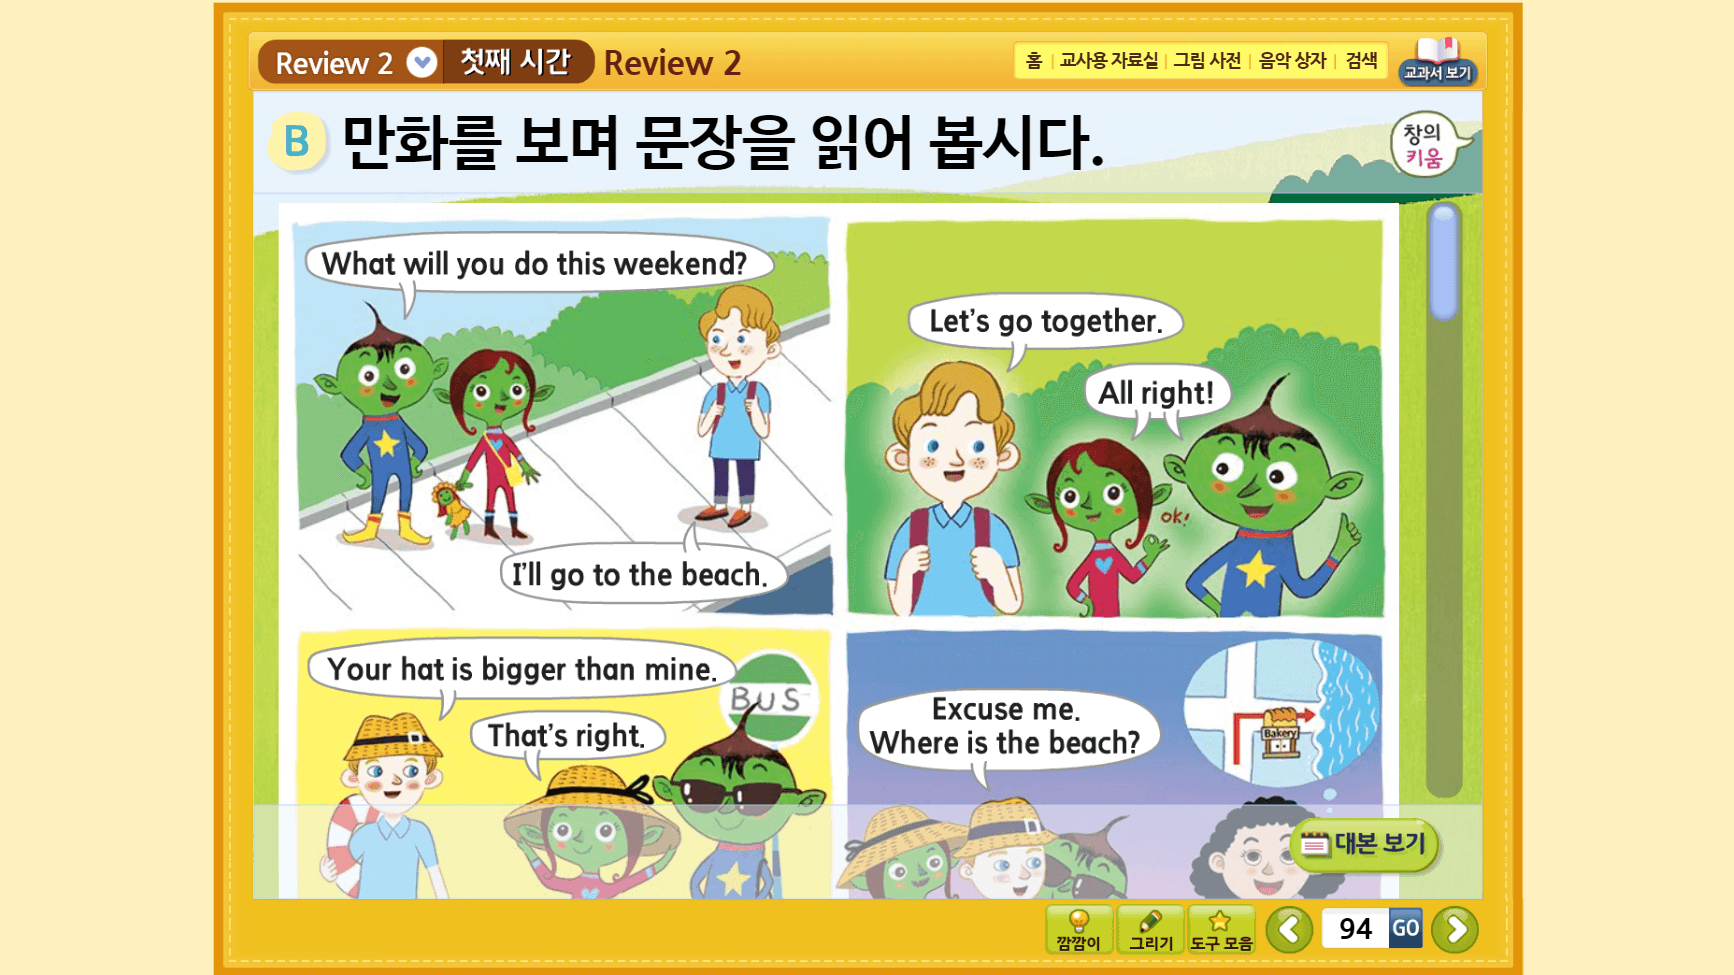 Review 2 첫째 시간 Review 2
홈 | 교사용 자료실 | 그림 사전 | 음악 상자 | 검색
교과서 보기
B 만화를 보며 문장을 읽어 봅시다.
창의
키움
What will you do this weekend?
I'll go to the beach.
Let's go together.
All right!
OK!
Your hat is bigger than mine.
That's right.
BUS
Excuse me.
Where is the beach?
Bakery
대본 보기
깜깜이 그리기 도구 모음 94 GO